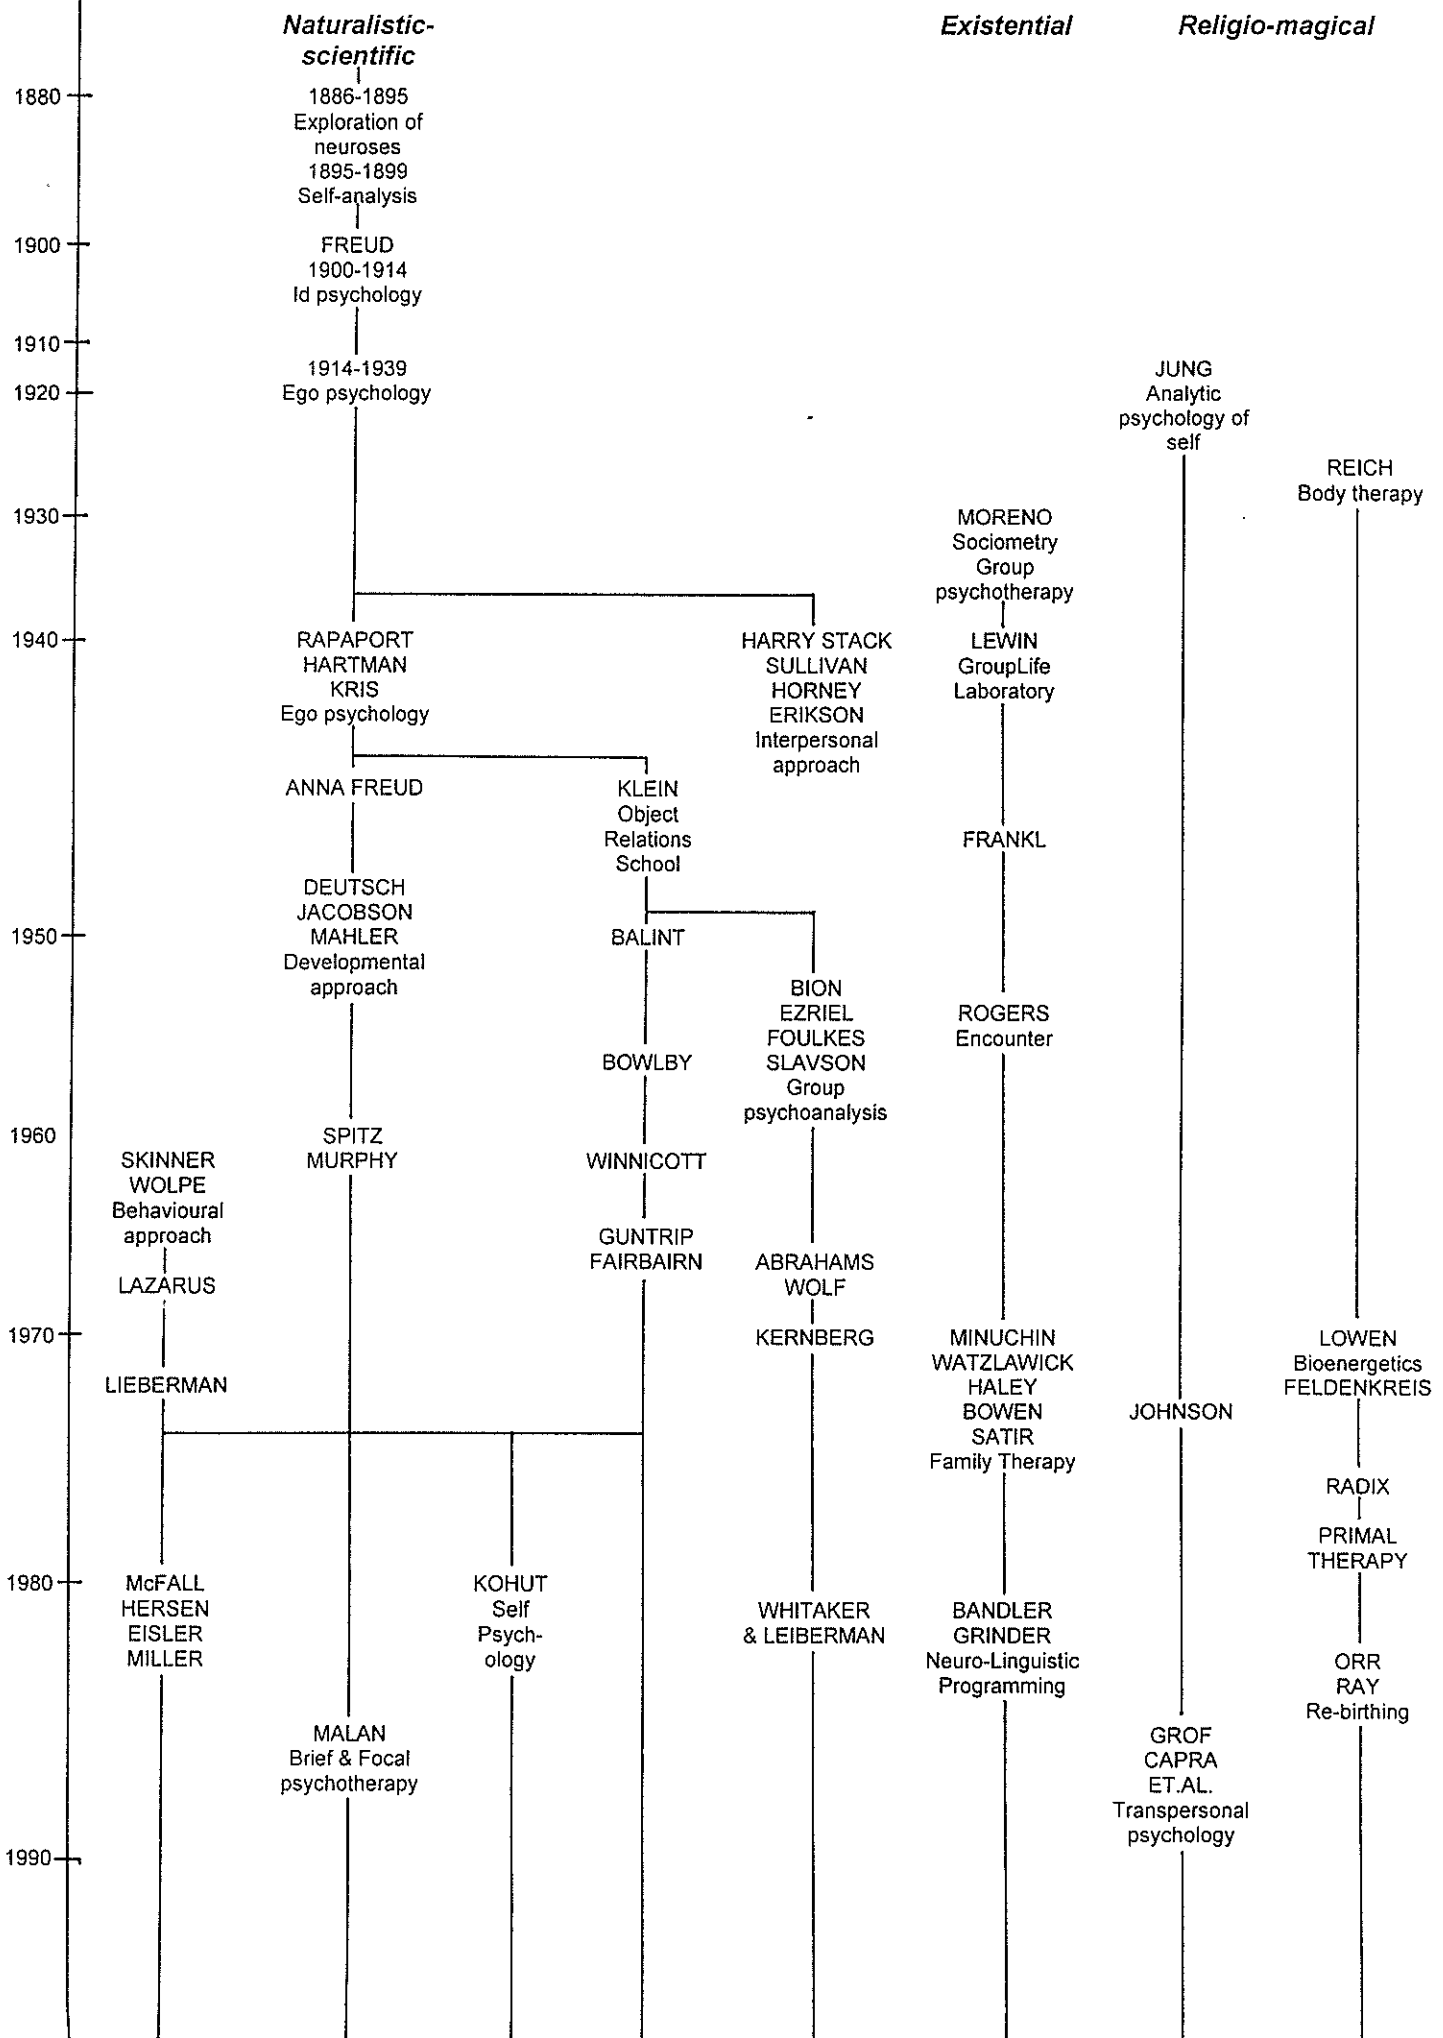 Naturalistic-
scientific
Existential
Religio-magical
1880
1886-1895
Exploration of
neuroses
1895-1899
Self-analysis
1900
FREUD
1900-1914
Id psychology
1910
1914-1939
Ego psychology
1920
JUNG
Analytic
psychology of
self
REICH
Body therapy
1930
MORENO
Sociometry
Group
psychotherapy
1940
RAPAPORT
HARTMAN
KRIS
Ego psychology
HARRY STACK
SULLIVAN
HORNEY
ERIKSON
Interpersonal
approach
LEWIN
GroupLife
Laboratory
ANNA FREUD
KLEIN
Object
Relations
School
FRANKL
DEUTSCH
JACOBSON
MAHLER
Developmental
approach
1950
BALINT
BION
EZRIEL
FOULKES
SLAVSON
Group
psychoanalysis
ROGERS
Encounter
BOWLBY
1960
SPITZ
MURPHY
SKINNER
WOLPE
Behavioural
approach
WINNICOTT
GUNTRIP
FAIRBAIRN
ABRAHAMS
WOLF
LAZARUS
1970
KERNBERG
MINUCHIN
WATZLAWICK
HALEY
BOWEN
SATIR
Family Therapy
LOWEN
Bioenergetics
FELDENKREIS
LIEBERMAN
JOHNSON
RADIX
PRIMAL
THERAPY
1980
McFALL
HERSEN
EISLER
MILLER
KOHUT
Self
Psych-
ology
WHITAKER
& LEIBERMAN
BANDLER
GRINDER
Neuro-Linguistic
Programming
ORR
RAY
Re-birthing
MALAN
Brief & Focal
psychotherapy
GROF
CAPRA
ET.AL.
Transpersonal
psychology
1990